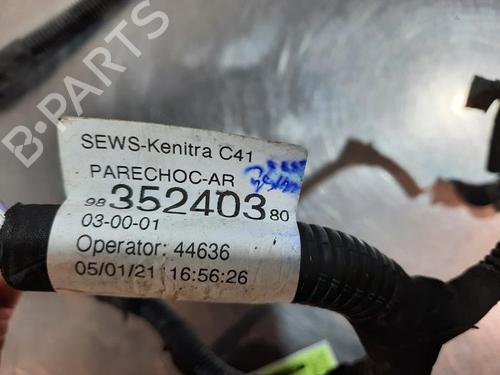 B-PARTS
SEWS-Kenitra C41
PARECHOC-AR
98 352403 80
03-00-01
Operator: 44636
05/01/21 16:56:26